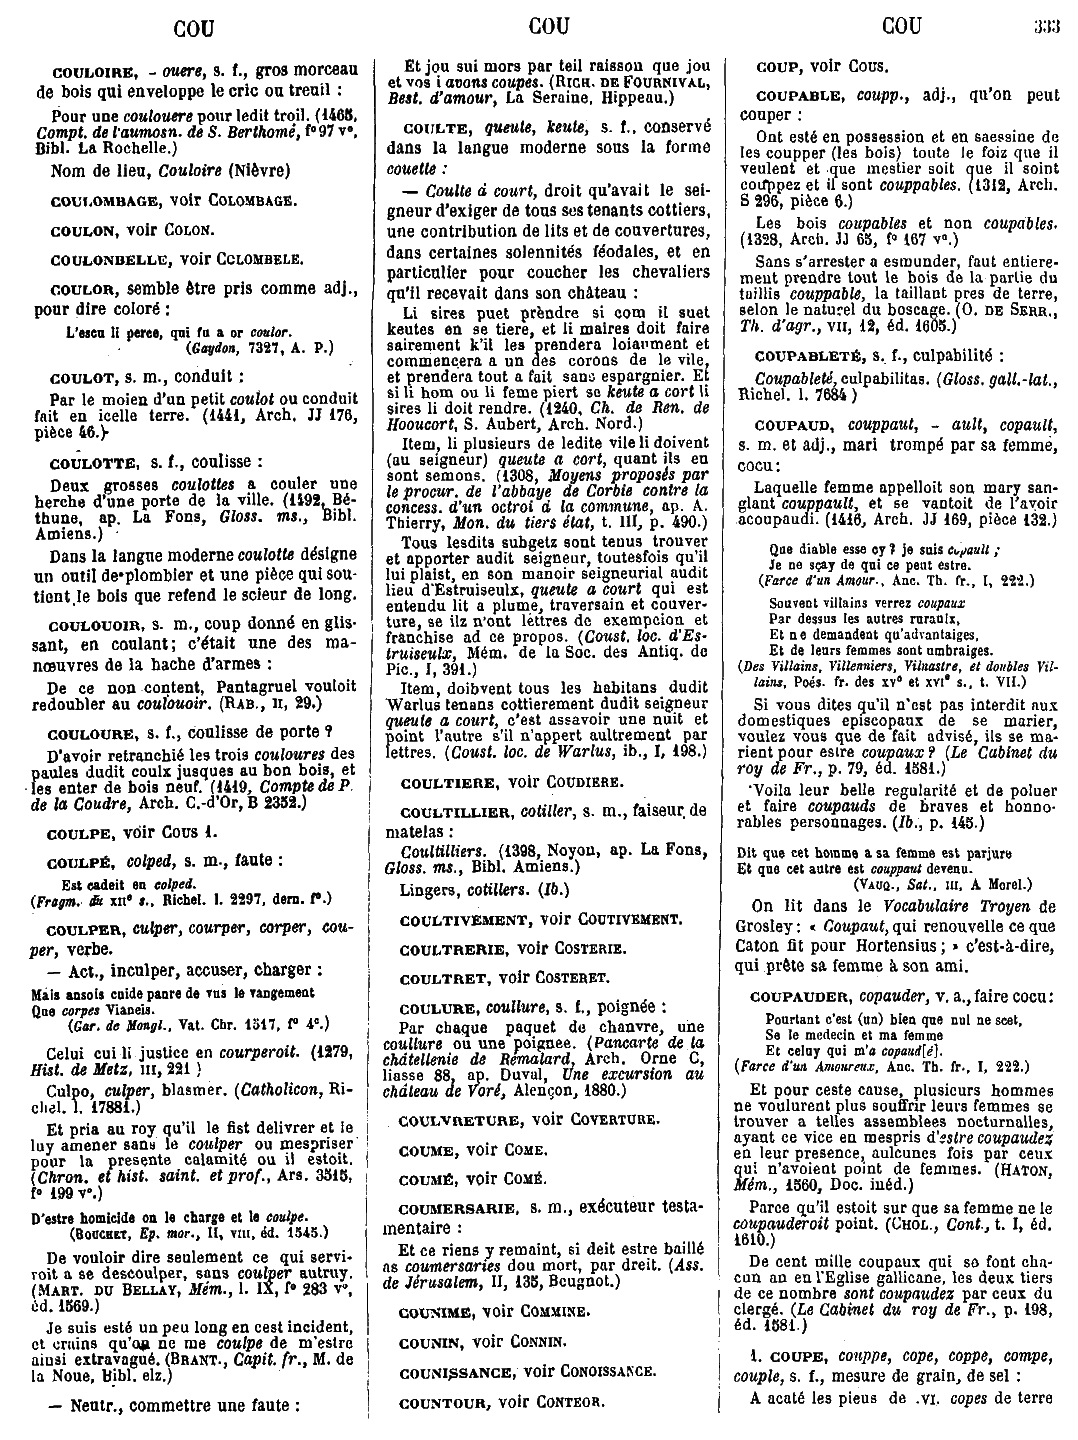 COU
COU
COU
333
COULOIRE, - ouere, s. f., gros morceau
de bois qui enveloppe le cric ou treuil :
Pour une coulouere pour ledit troil. (1465,
Compt. de l'aumosn. de S. Berthomé, f° 97 v°,
Bibl. La Rochelle.)
Nom de lieu, Couloire (Nièvre)
COULOMBAGE, voir COLOMBAGE.
COULON, voir COLON.
COULONBELLE, voir COLOMBELE.
COULOR, semble être pris comme adj.,
pour dire coloré :
L'escu li perce, qui fu a or coulor.
(Gaydon, 7327, A. P.)
COULOT, s. m., conduit :
Par le moien d'un petit coulot ou conduit
fait en icelle terre. (1441, Arch. JJ 176,
pièce 46.)
COULOTTE, s. f., coulisse :
Deux grosses coulottes a couler une
herche d'une porte de la ville. (1492, Bé-
thune, ap. La Fons, Gloss. ms., Bibl.
Amiens.)
Dans la langue moderne coulotte désigne
un outil de plombier et une pièce qui sou-
tient le bois que refend le scieur de long.
COULOUOIR, s. m., coup donné en glis-
sant, en coulant; c'était une des ma-
nœuvres de la hache d'armes :
De ce non content, Pantagruel vouloit
redoubler au coulouoir. (RAB., II, 29.)
COULOURE, s. f., coulisse de porte ?
D'avoir retranchié les trois couloures des
paules dudit coulx jusques au bon bois, et
les enter de bois neuf. (1419, Compte de P.
de la Coudre, Arch. C.-d'Or, B 2352.)
COULPE, voir COUS 1.
COULPÉ, colped, s. m., faute :
Est cadeit en colped.
(Fragm. du XIIe s., Richel. l. 2297, dern. f°.)
COULPER, culper, courper, corper, cou-
per, verbe.
— Act., inculper, accuser, charger :
Mais ansois cuide panre de vus le vangement
Que corpes Vianeis.
(Gar. de Mongl., Vat. Chr. 1517, f° 4c.)
Celui cui li justice en courperoit. (1279,
Hist. de Metz, III, 221 )
Culpo, culper, blasmer. (Catholicon, Ri-
chel. l. 17881.)
Et pria au roy qu'il le fist delivrer et le
luy amener sans le coulper ou mespriser
pour la presente calamité ou il estoit.
(Chron. et hist. saint. et prof., Ars. 3515,
f° 199 v°.)
D'estre homicide on le charge et le coulpe.
(BOUCHET, Ep. mor., II, VIII, éd. 1545.)
De vouloir dire seulement ce qui servi-
roit a se descoulper, sans coulper autruy.
(MART. DU BELLAY, Mém., l. IX, f° 283 v°,
éd. 1569.)
Je suis esté un peu long en cest incident,
et crains qu'on ne me coulpe de m'estre
ainsi extravagué. (BRANT., Capit. fr., M. de
la Noue, Bibl. elz.)
— Neutr., commettre une faute :
Et jou sui mors par teil raisson que jou
et vos i avons coupes. (RICH. DE FOURNIVAL,
Best. d'amour, La Seraine, Hippeau.)
COULTE, queute, keute, s. f., conservé
dans la langue moderne sous la forme
couette :
— Coulte à court, droit qu'avait le sei-
gneur d'exiger de tous ses tenants cottiers,
une contribution de lits et de couvertures,
dans certaines solennités féodales, et en
particulier pour coucher les chevaliers
qu'il recevait dans son château :
Li sires puet prendre si com il suet
keutes en se tiere, et li maires doit faire
sairement k'il les prendera loiaument et
commencera a un des corons de le vile,
et prendera tout a fait sans espargnier. Et
si li hom ou li feme piert se keute a cort li
sires li doit rendre. (1240, Ch. de Ren. de
Hooucort, S. Aubert, Arch. Nord.)
Item, li plusieurs de ledite vile li doivent
(au seigneur) queute a cort, quant ils en
sont semons. (1308, Moyens proposés par
le procur. de l'abbaye de Corbie contre la
concess. d'un octroi à la commune, ap. A.
Thierry, Mon. du tiers état, t. III, p. 490.)
Tous lesdits subgetz sont tenus trouver
et apporter audit seigneur, toutesfois qu'il
lui plaist, en son manoir seigneurial audit
lieu d'Estruiseulx, queute a court qui est
entendu lit a plume, traversain et couver-
ture, se ilz n'ont lettres de exempcion et
franchise ad ce propos. (Coust. loc. d'Es-
truiseulx, Mém. de la Soc. des Antiq. de
Pic., I, 391.)
Item, doibvent tous les habitans dudit
Warlus tenans cottierement dudit seigneur
queute a court, c'est assavoir une nuit et
point l'autre s'il n'appert aultrement par
lettres. (Coust. loc. de Warlus, ib., I, 198.)
COULTIERE, voir COUDIERE.
COULTILLIER, cotiller, s. m., faiseur de
matelas :
Coultilliers. (1398, Noyon, ap. La Fons,
Gloss. ms., Bibl. Amiens.)
Lingers, cotillers. (Ib.)
COULTIVEMENT, voir COUTIVEMENT.
COULTRERIE, voir COSTERIE.
COULTRET, voir COSTERET.
COULURE, coullure, s. f., poignée :
Par chaque paquet de chanvre, une
coullure ou une poignee. (Pancarte de la
châtellenie de Rémalard, Arch. Orne C,
liasse 88, ap. Duval, Une excursion au
château de Voré, Alençon, 1880.)
COULVRETURE, voir COVERTURE.
COUME, voir COME.
COUMÉ, voir COMÉ.
COUMERSARIE, s. m., exécuteur testa-
mentaire :
Et ce riens y remaint, si deit estre baillé
as coumersaries dou mort, par dreit. (Ass.
de Jérusalem, II, 135, Beugnot.)
COUNIME, voir COMMINE.
COUNIN, voir CONNIN.
COUNISSANCE, voir CONOISSANCE.
COUNTOUR, voir CONTEOR.
COUP, voir COUS.
COUPABLE, coupp., adj., qu'on peut
couper :
Ont esté en possession et en saessine de
les coupper (les bois) toute le foiz que il
veulent et que mestier soit que il soint
couppez et il sont couppables. (1312, Arch.
S 296, pièce 6.)
Les bois coupables et non coupables.
(1328, Arch. JJ 65, f° 167 v°.)
Sans s'arrester a esmunder, faut entiere-
ment prendre tout le bois de la partie du
taillis couppable, la taillant pres de terre,
selon le naturel du boscage. (O. DE SERR.,
Th. d'agr., VII, 12, éd. 1605.)
COUPABLETÉ, s. f., culpabilité :
Coupableté, culpabilitas. (Gloss. gall.-lat.,
Richel. l. 7684 )
COUPAUD, couppaut, - ault, copault,
s. m. et adj., mari trompé par sa femme,
cocu :
Laquelle femme appelloit son mary san-
glant couppault, et se vantoit de l'avoir
acoupaudi. (1416, Arch. JJ 169, pièce 132.)
Que diable esse cy ? je suis copault ;
Je ne sçay de qui ce peut estre.
(Farce d'un Amour., Anc. Th. fr., I, 222.)
Souvent villains verrez coupaux
Par dessus les autres ruraulx,
Et ne demandent qu'advantaiges,
Et de leurs femmes sont umbraiges.
(Des Villains, Villenniers, Vilnastre, et doubles Vil-
lains, Poés. fr. des XVe et XVIe s., t. VII.)
Si vous dites qu'il n'est pas interdit aux
domestiques episcopaux de se marier,
voulez vous que de fait advisé, ils se ma-
rient pour estre coupaux ? (Le Cabinet du
roy de Fr., p. 79, éd. 1581.)
Voila leur belle regularité et de poluer
et faire coupauds de braves et honno-
rables personnages. (Ib., p. 145.)
Dit que cet homme a sa femme est parjure
Et que cet autre est couppaut devenu.
(VAUQ., Sat., III, A Morel.)
On lit dans le Vocabulaire Troyen de
Grosley : « Coupaut, qui renouvelle ce que
Caton fit pour Hortensius ; » c'est-à-dire,
qui prête sa femme à son ami.
COUPAUDER, copauder, v. a., faire cocu :
Pourtant c'est (un) bien que nul ne scet,
Se le medecin et ma femme
Et celuy qui m'a copaud[é].
(Farce d'un Amoureux, Anc. Th. fr., I, 222.)
Et pour ceste cause, plusieurs hommes
ne voulurent plus souffrir leurs femmes se
trouver a telles assemblees nocturnalles,
ayant ce vice en mespris d'estre coupaudez
en leur presence, aulcunes fois par ceux
qui n'avoient point de femmes. (HATON,
Mém., 1560, Doc. inéd.)
Parce qu'il estoit sur que sa femme ne le
coupauderoit point. (CHOL., Cont., t. I, éd.
1610.)
De cent mille coupaux qui se font cha-
cun an en l'Eglise gallicane, les deux tiers
de ce nombre sont coupaudez par ceux du
clergé. (Le Cabinet du roy de Fr., p. 198,
éd. 1581.)
1. COUPE, couppe, cope, coppe, compe,
couple, s. f., mesure de grain, de sel :
A acaté les pieus de .VI. copes de terre